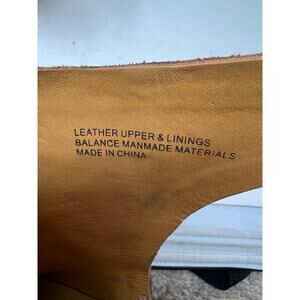 LEATHER UPPER & LININGS
BALANCE MANMADE MATERIALS
MADE IN CHINA